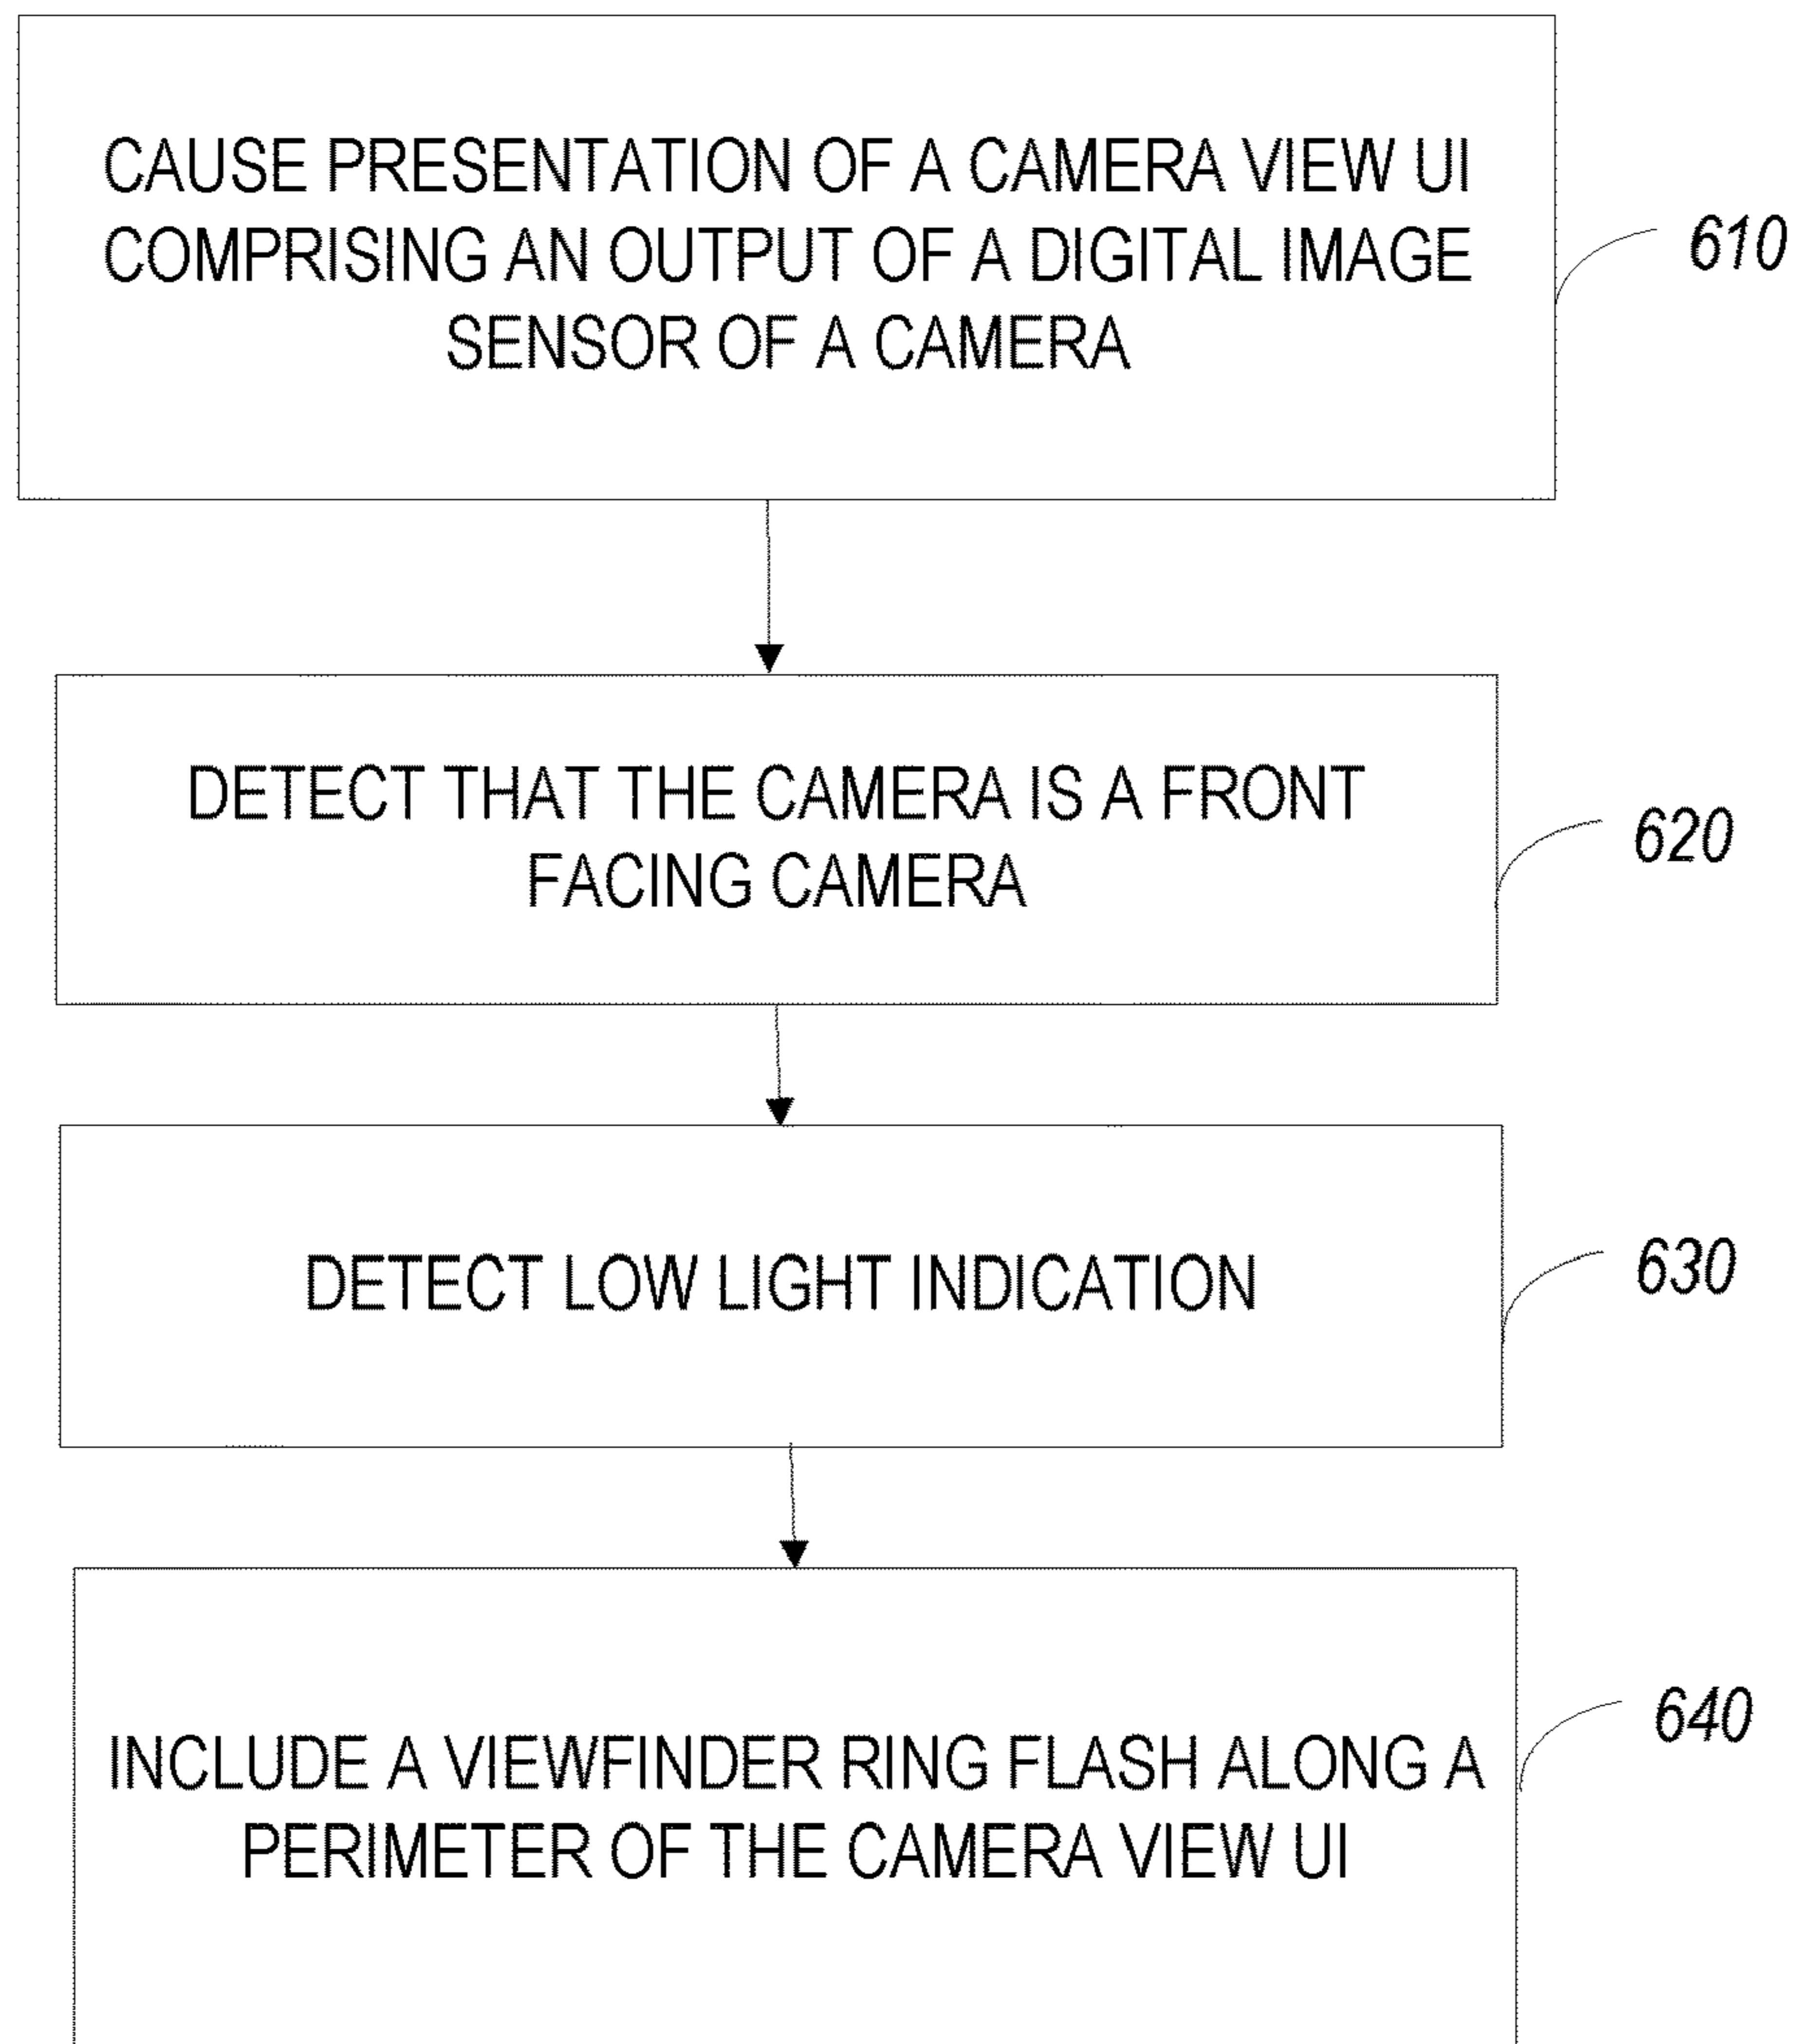 CAUSE PRESENTATION OF A CAMERA VIEW UI
COMPRISING AN OUTPUT OF A DIGITAL IMAGE
SENSOR OF A CAMERA
610
DETECT THAT THE CAMERA IS A FRONT
FACING CAMERA
620
DETECT LOW LIGHT INDICATION
630
INCLUDE A VIEWFINDER RING FLASH ALONG A
PERIMETER OF THE CAMERA VIEW UI
640